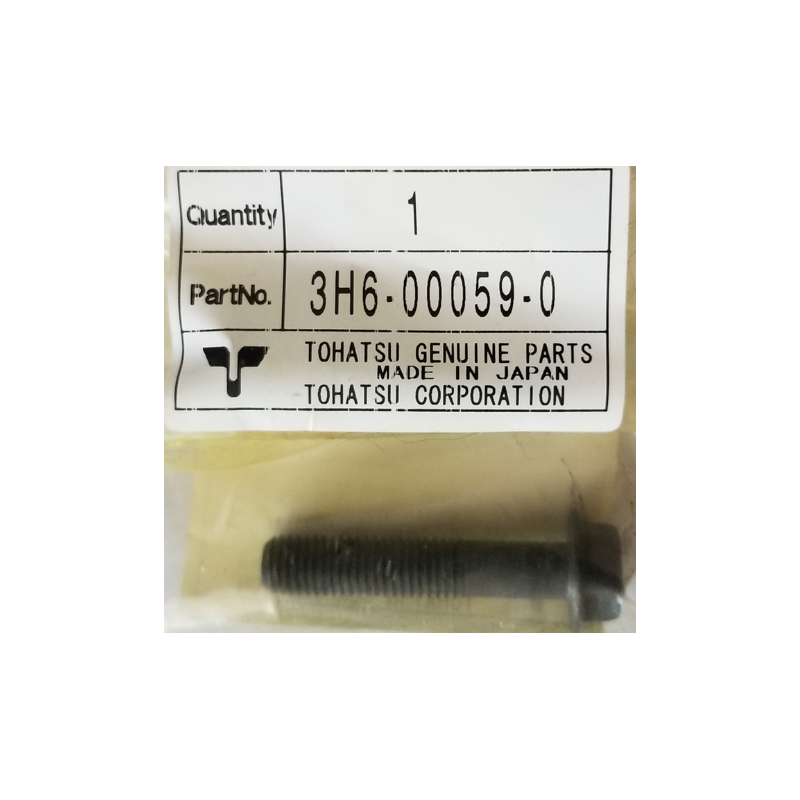 Quantity 1
PartNo. 3H6-00059-0
TOHATSU GENUINE PARTS
MADE IN JAPAN
TOHATSU CORPORATION